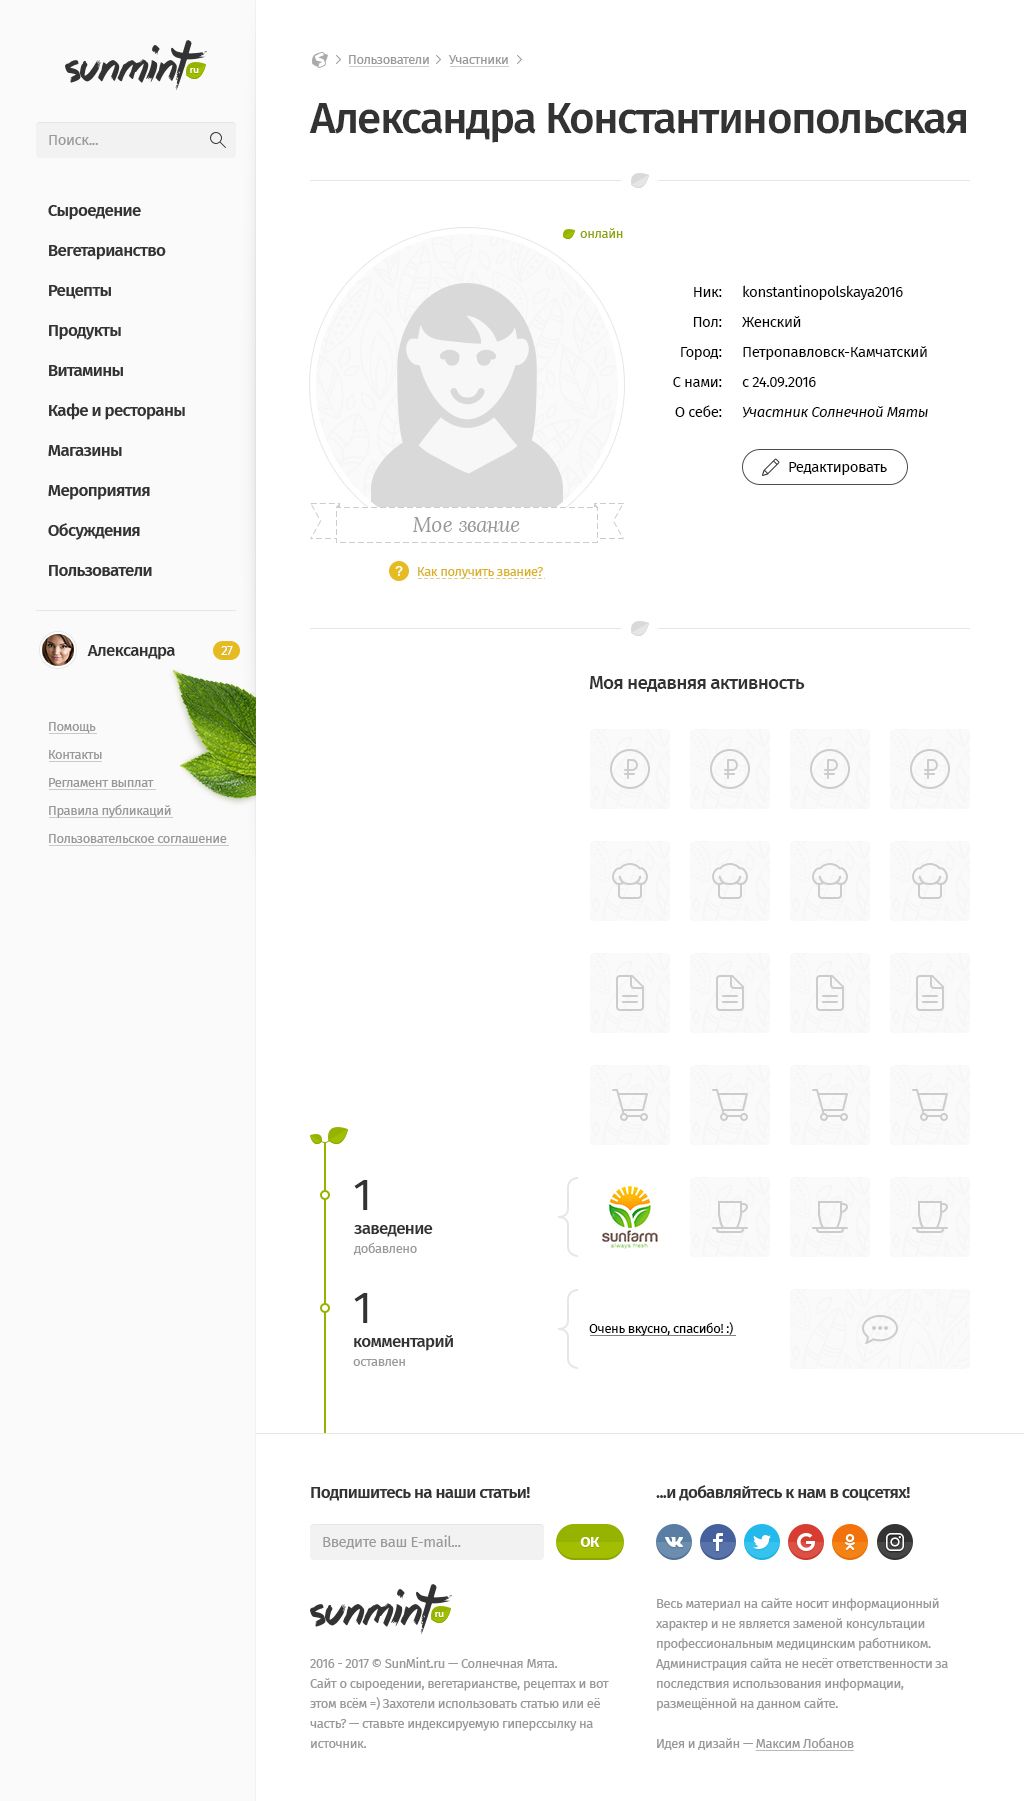 sunmint ru
Поиск...
Сыроедение
Вегетарианство
Рецепты
Продукты
Витамины
Кафе и рестораны
Магазины
Мероприятия
Обсуждения
Пользователи
Александра 27
Помощь
Контакты
Регламент выплат
Правила публикаций
Пользовательское соглашение
Пользователи
Участники
Александра Константинопольская
онлайн
Мое звание
? Как получить звание?
Ник: konstantinopolskaya2016
Пол: Женский
Город: Петропавловск-Камчатский
С нами: с 24.09.2016
О себе: Участник Солнечной Мяты
Редактировать
Моя недавняя активность
1
заведение
добавлено
sunfarm
always fresh
1
комментарий
оставлен
Очень вкусно, спасибо! :)
Подпишитесь на наши статьи!
Введите ваш E-mail...
ОК
sunmint ru
2016 - 2017 © SunMint.ru — Солнечная Мята.
Сайт о сыроедении, вегетарианстве, рецептах и вот
этом всём =) Захотели использовать статью или её
часть? — ставьте индексируемую гиперссылку на
источник.
...и добавляйтесь к нам в соцсетях!
Весь материал на сайте носит информационный
характер и не является заменой консультации
профессиональным медицинским работником.
Администрация сайта не несёт ответственности за
последствия использования информации,
размещённой на данном сайте.
Идея и дизайн — Максим Лобанов